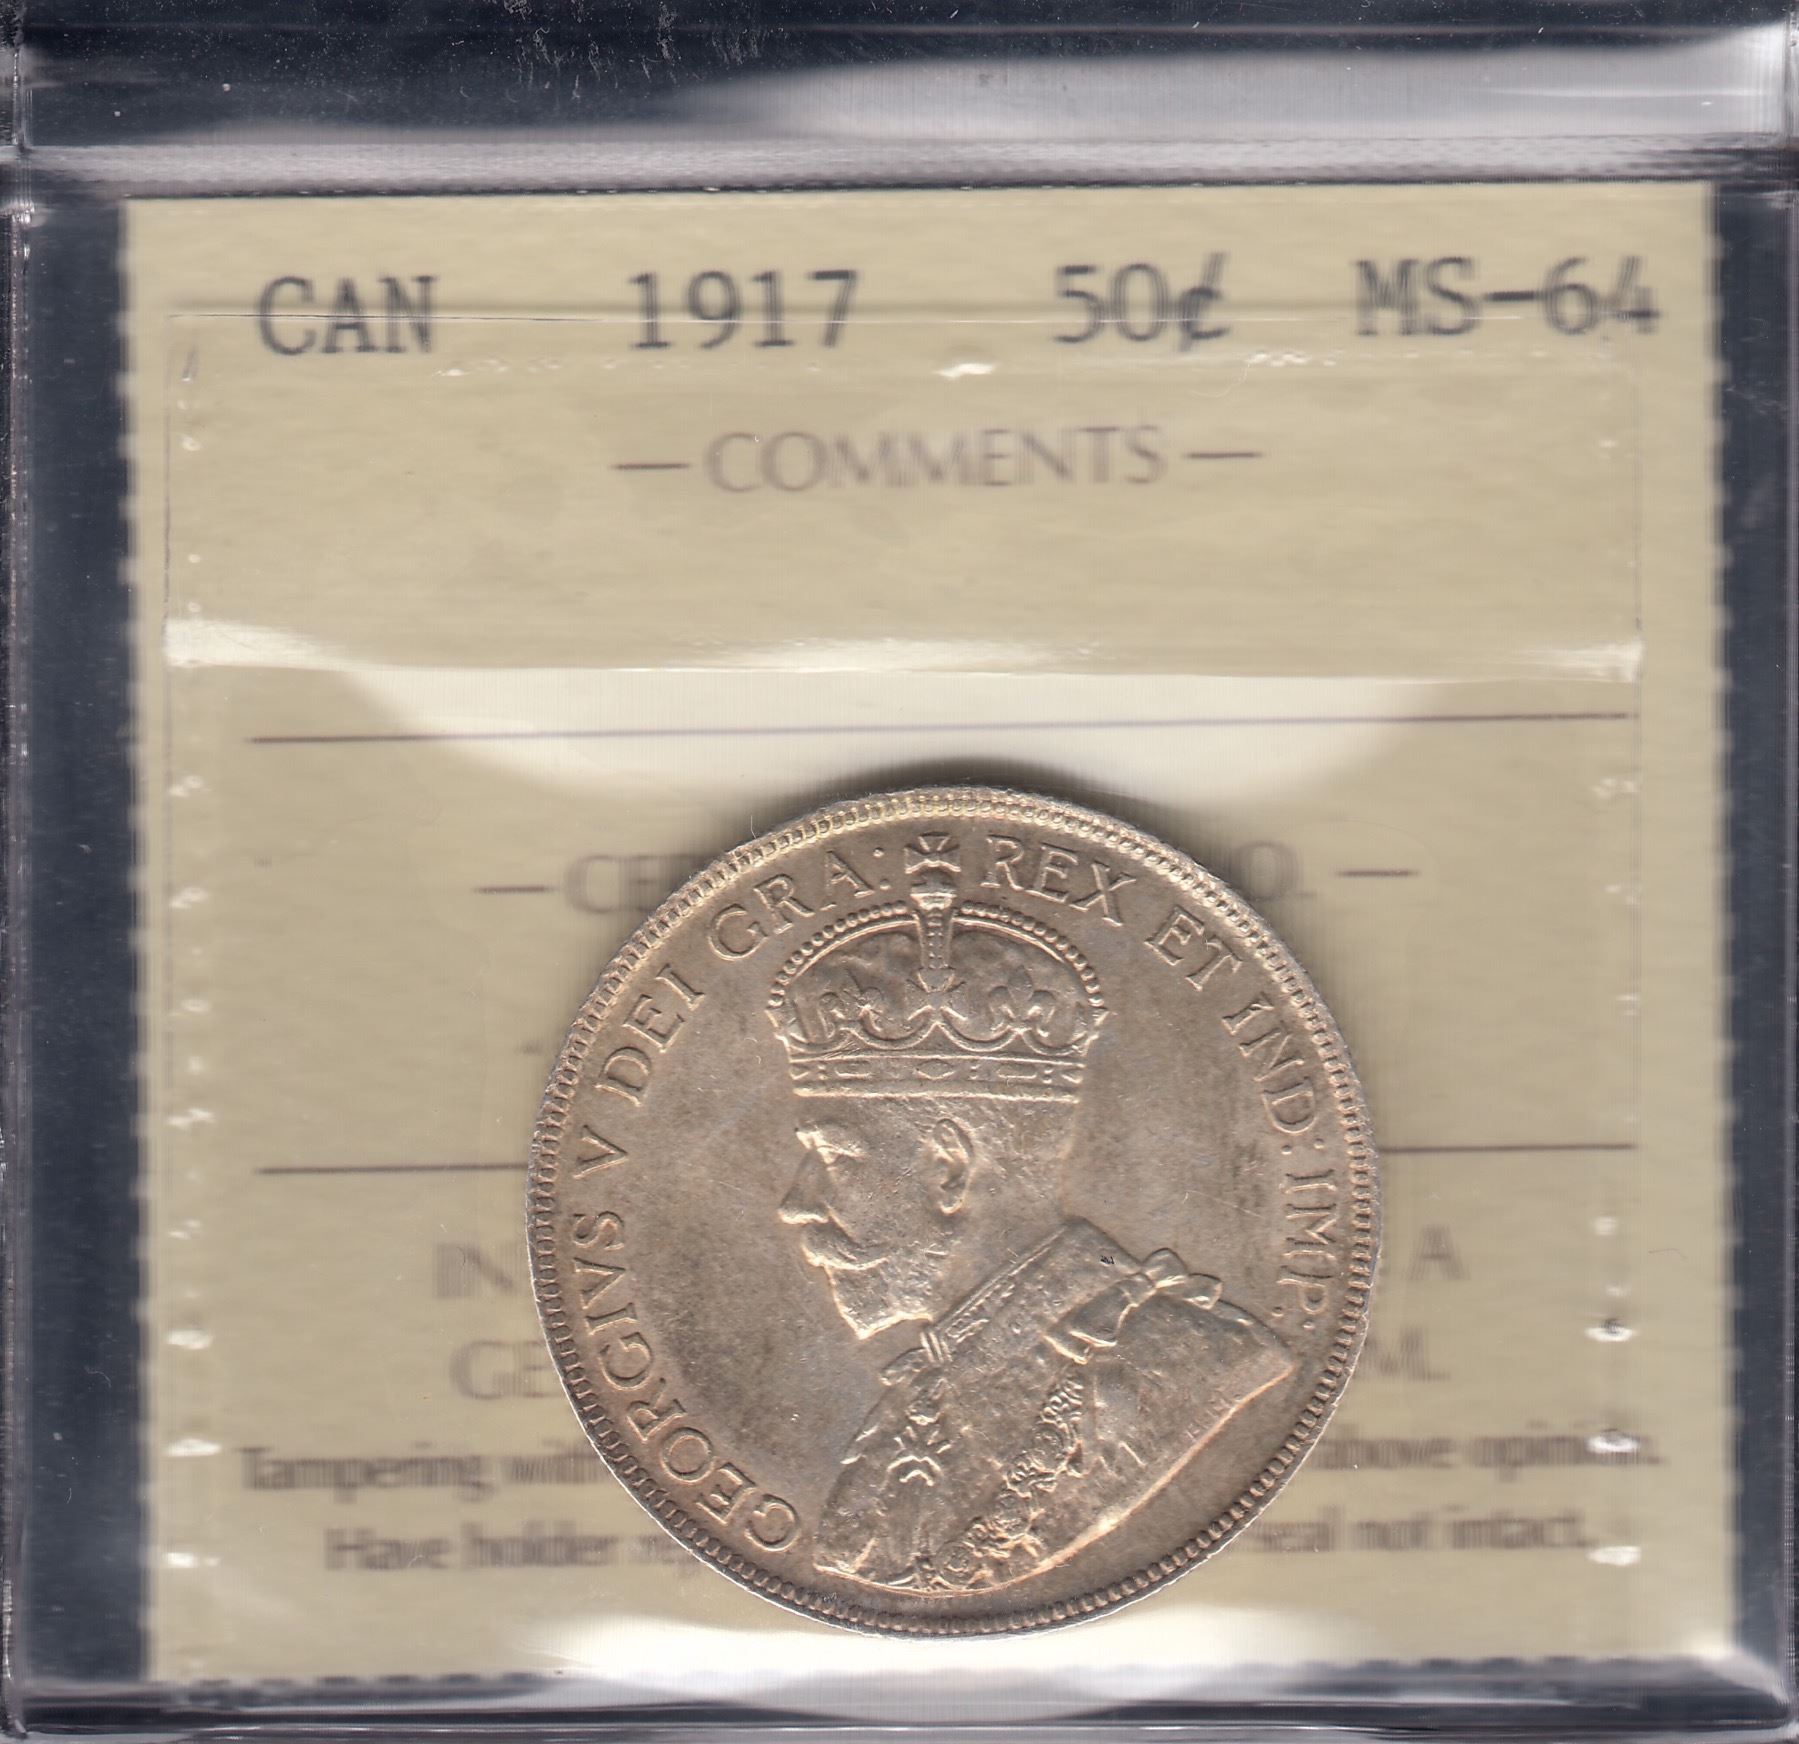 CAN 1917 50¢ MS-64
— COMMENTS —
GEORGIVS V DEI GRA: REX ET IND: IMP:
A
Tampering with above opinion.
Have holder seal not intact.